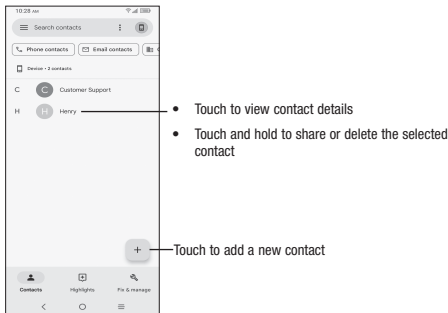 10:28 AM
Search contacts
Phone contacts
Email contacts
Device • 2 contacts
C
C
Customer Support
H
H
Henry
• Touch to view contact details
• Touch and hold to share or delete the selected
contact
+
Touch to add a new contact
Contacts
Highlights
Fix & manage